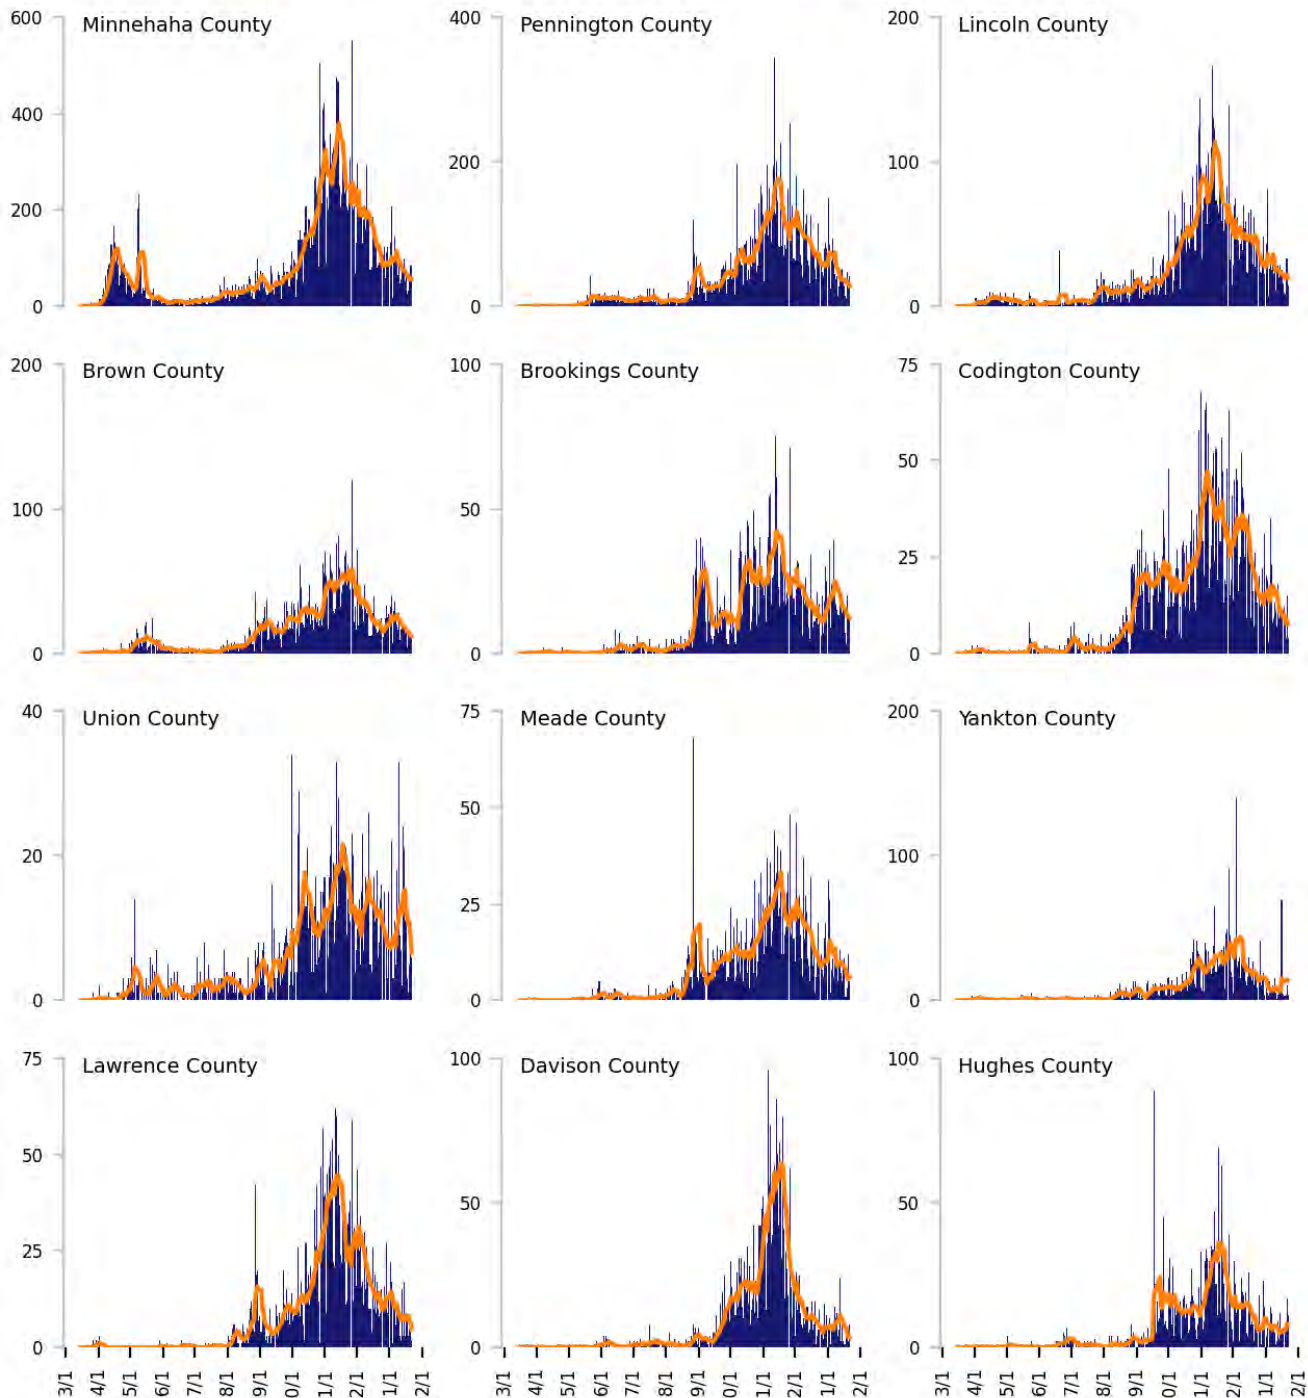 600 Minnehaha County
400
200
0
400 Pennington County
200
0
200 Lincoln County
100
0
200 Brown County
100
0
100 Brookings County
50
0
75 Codington County
50
25
0
40 Union County
20
0
75 Meade County
50
25
0
200 Yankton County
100
0
75 Lawrence County
50
25
0
3/1 4/1 5/1 6/1 7/1 8/1 9/1 0/1 1/1 2/1 1/1 2/1
100 Davison County
50
0
3/1 4/1 5/1 6/1 7/1 8/1 9/1 0/1 1/1 2/1 1/1 2/1
100 Hughes County
50
0
3/1 4/1 5/1 6/1 7/1 8/1 9/1 0/1 1/1 2/1 1/1 2/1